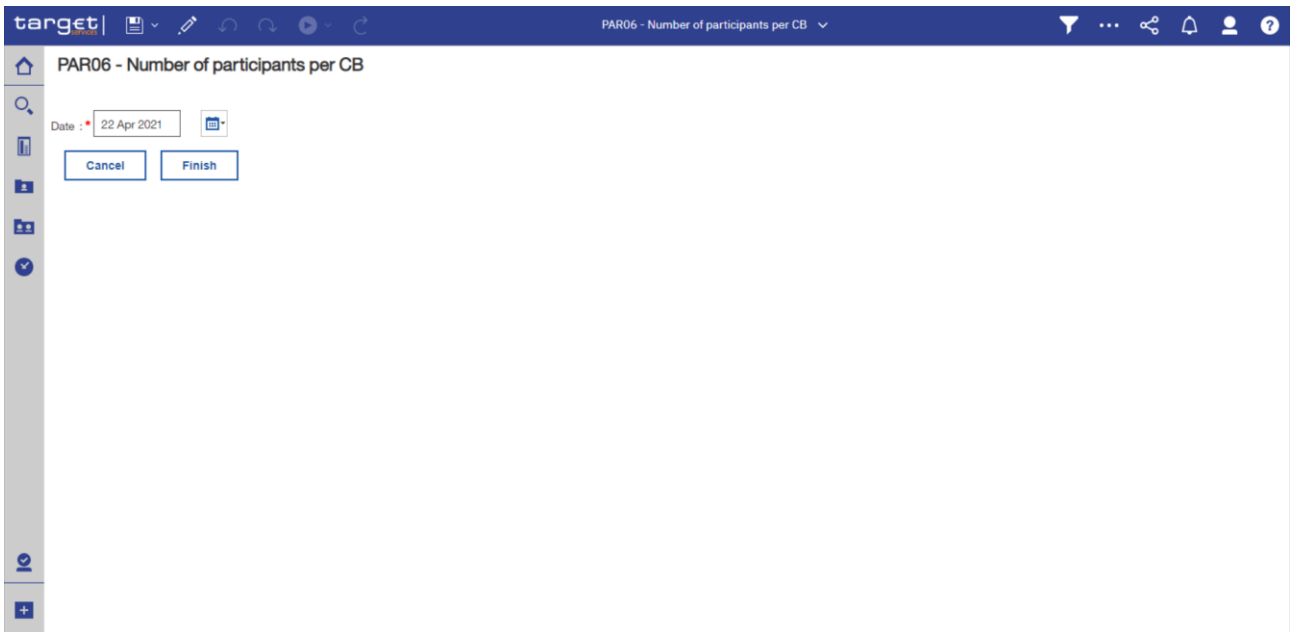 target|
services
PAR06 - Number of participants per CB
PAR06 - Number of participants per CB
Date : * 22 Apr 2021
Cancel Finish